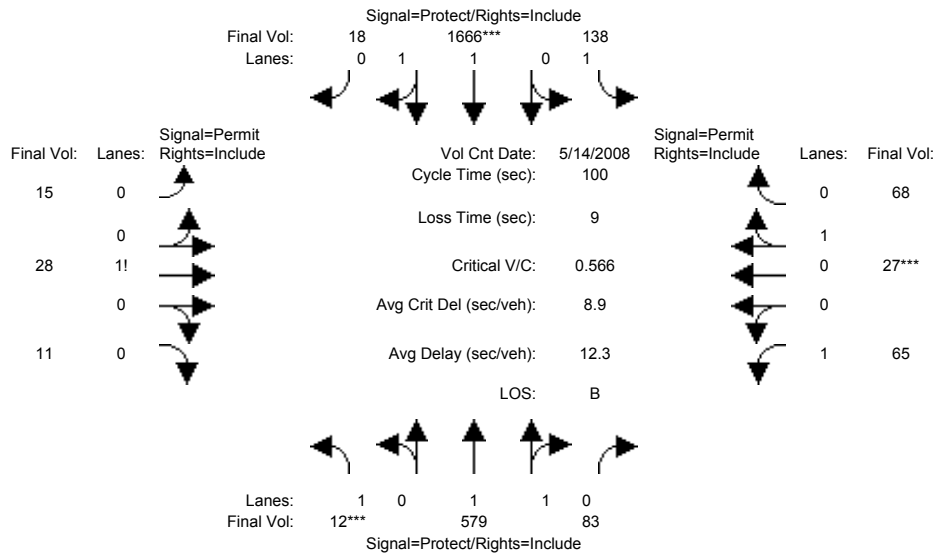 Signal=Protect/Rights=Include
Final Vol: 18 1666*** 138
Lanes: 0 1 1 0 1
Signal=Permit
Final Vol: Lanes: Rights=Include
Vol Cnt Date: 5/14/2008
Signal=Permit
Rights=Include Lanes: Final Vol:
Cycle Time (sec): 100
15 0
0 68
Loss Time (sec): 9
0
1
28 1!
Critical V/C: 0.566
0 27***
0
Avg Crit Del (sec/veh): 8.9
0
11 0
Avg Delay (sec/veh): 12.3
1 65
LOS: B
Lanes: 1 0 1 1 0
Final Vol: 12*** 579 83
Signal=Protect/Rights=Include